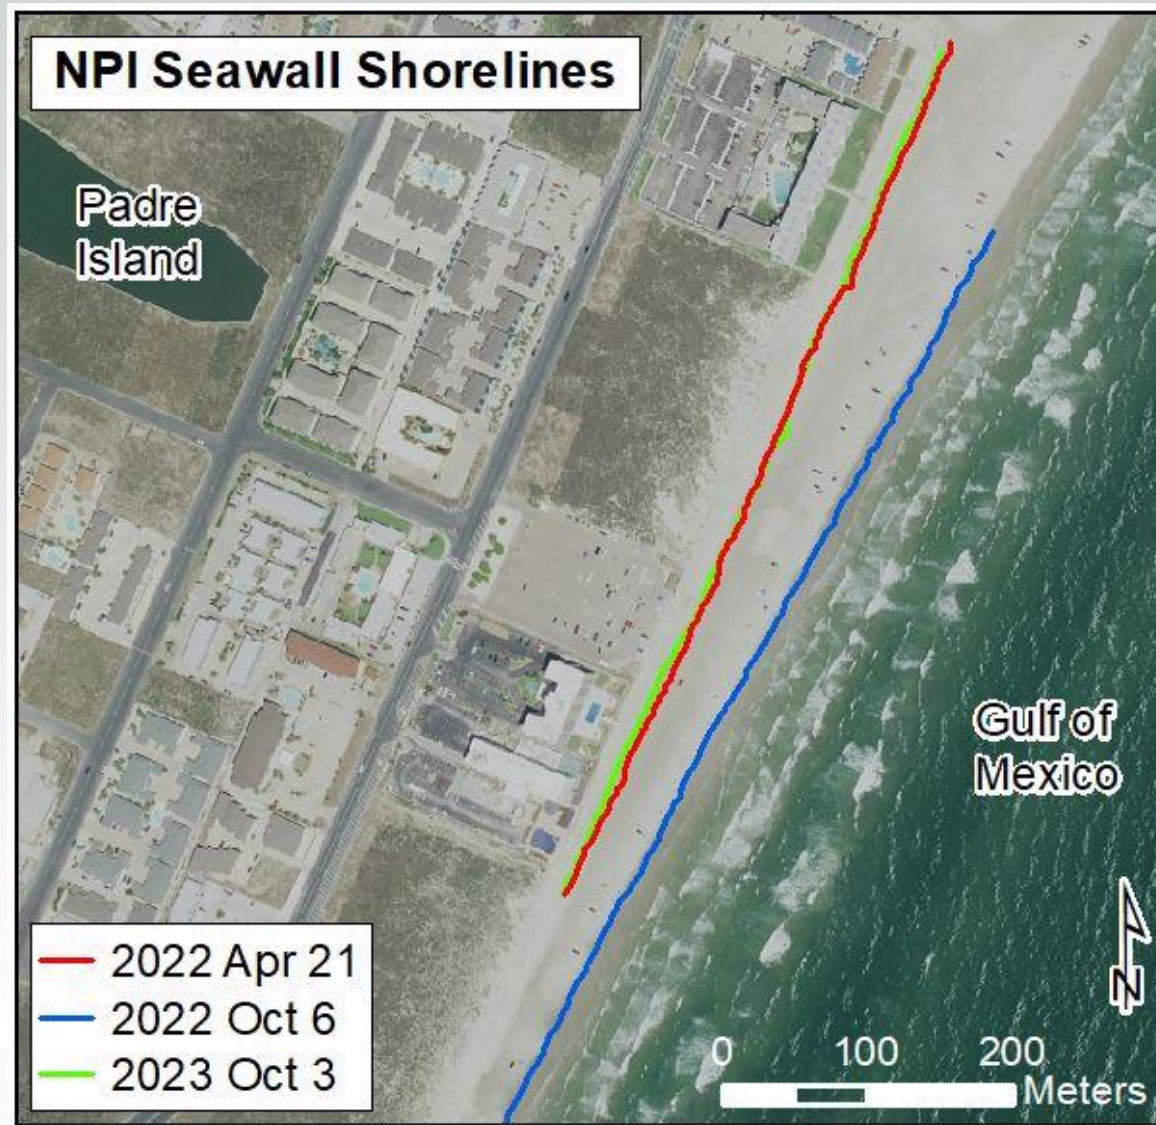 NPI Seawall Shorelines
Padre
Island
Gulf of
Mexico
2022 Apr 21
2022 Oct 6
2023 Oct 3
N
0 100 200
Meters